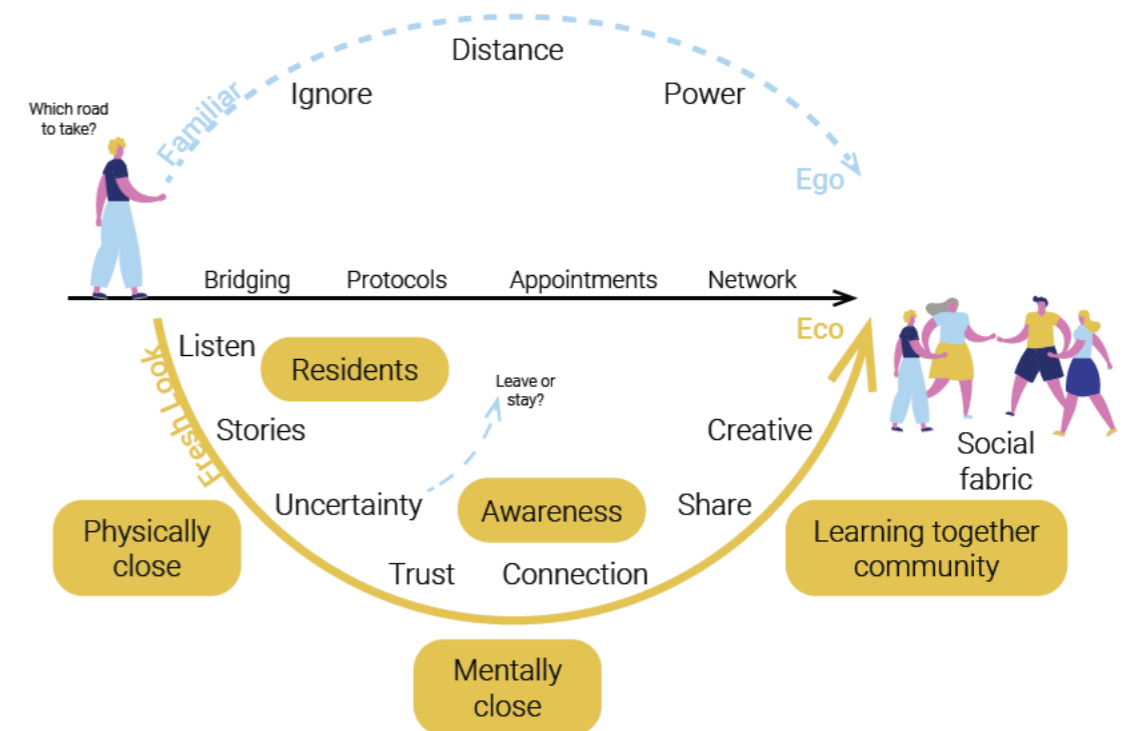 Distance
Ignore
Power
Which road
to take?
Familiar
Ego
Bridging
Protocols
Appointments
Network
Eco
Listen
Fresh Look
Residents
Leave or
stay?
Stories
Creative
Social
fabric
Uncertainty
Awareness
Share
Physically
close
Learning together
community
Trust
Connection
Mentally
close